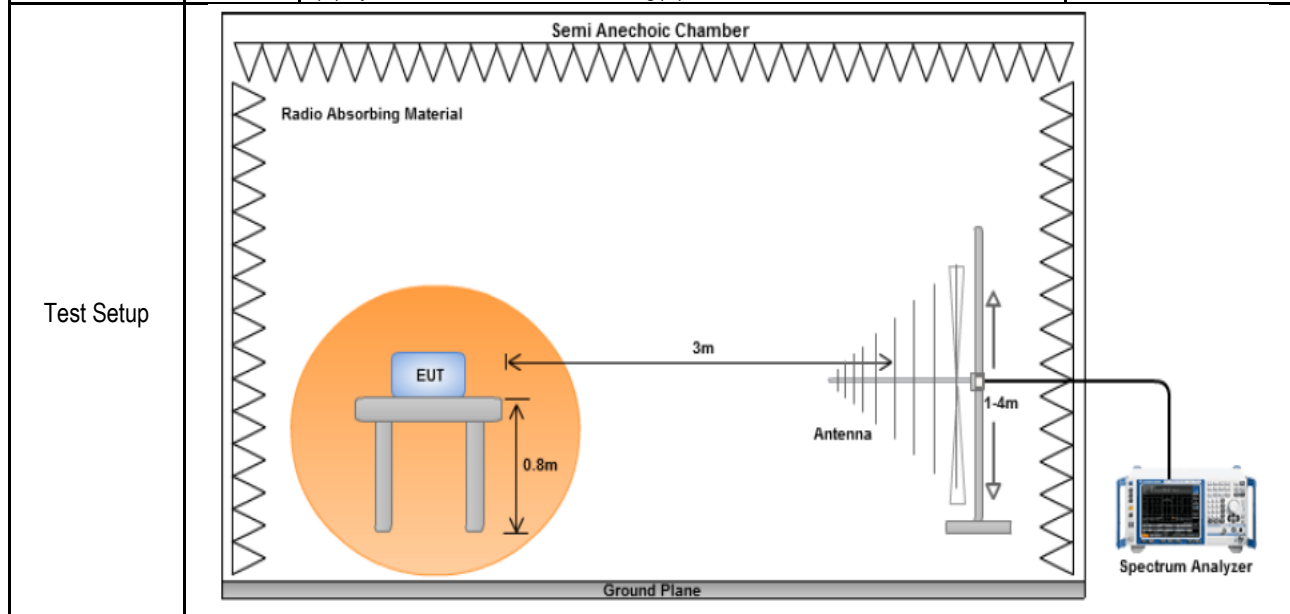 Semi Anechoic Chamber
Radio Absorbing Material
Test Setup
EUT
3m
1-4m
Antenna
0.8m
Spectrum Analyzer
Ground Plane